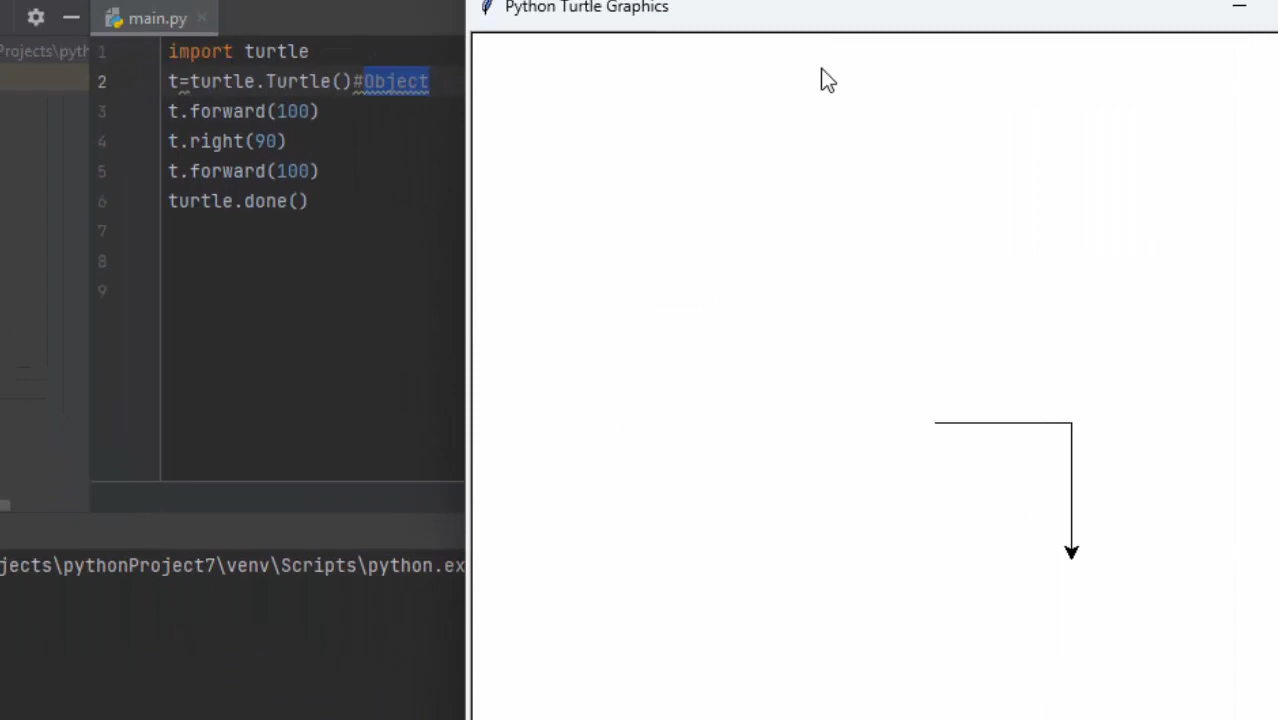 Python Turtle Graphics
main.py
Projects\pyth
1 import turtle
2 t=turtle.Turtle()#Object
3 t.forward(100)
4 t.right(90)
5 t.forward(100)
6 turtle.done()
7
8
9
jects\pythonProject7\venv\Scripts\python.ex